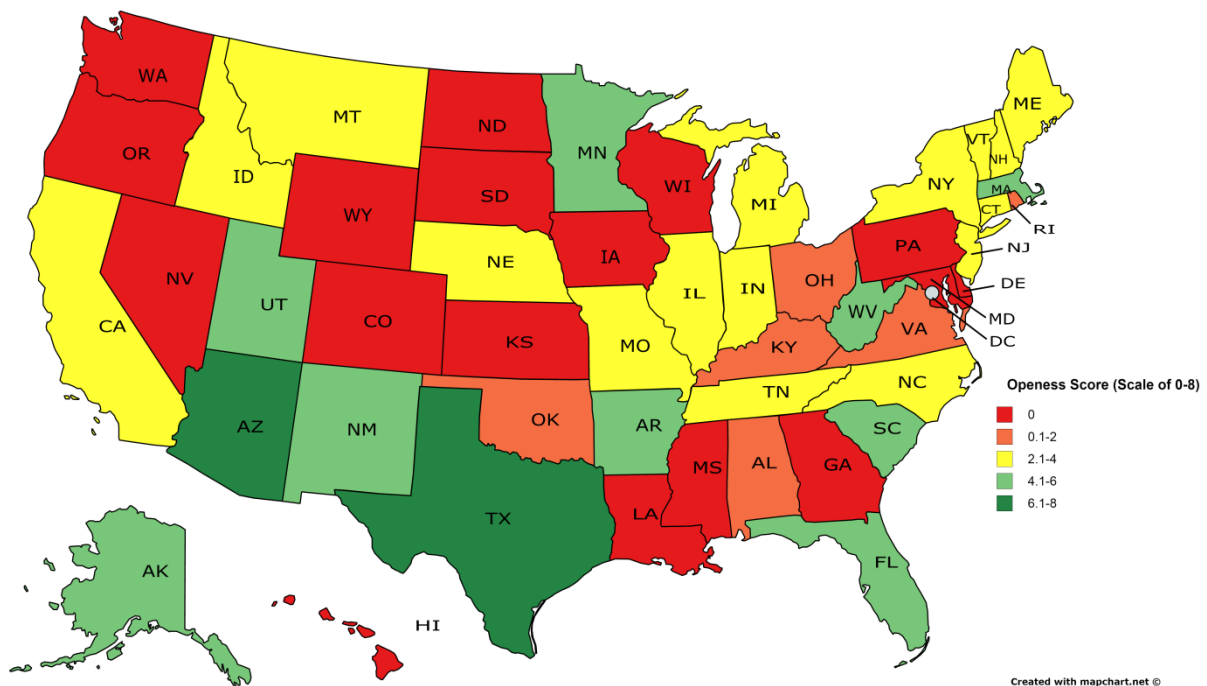 WA
MT
ND
MN
ME
VT
NH
OR
ID
SD
WI
MI
NY
MA
CT
RI
WY
IA
PA
NJ
NE
NV
UT
CO
IL
IN
OH
DE
WV
MD
VA
DC
CA
KS
MO
KY
NC
TN
Openess Score (Scale of 0-8)
0
0.1-2
2.1-4
4.1-6
6.1-8
AZ
NM
OK
AR
SC
MS
AL
GA
TX
LA
FL
AK
HI
Created with mapchart.net ©